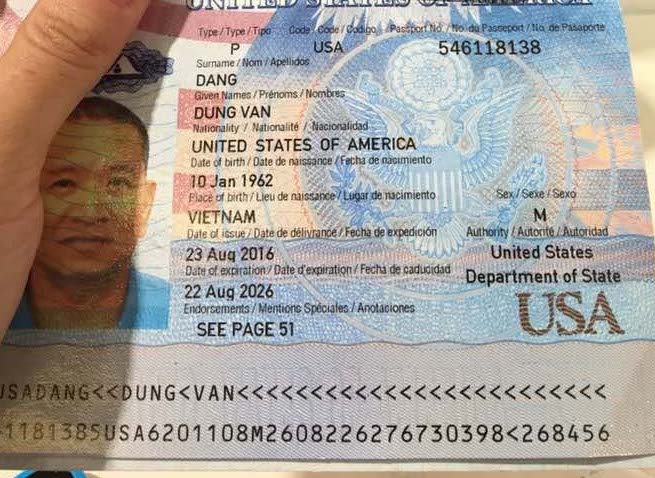 UNITED STATES OF AMERICA
Type / Type / Tipo Code / Code / Codigo Passport No. / No. du Passeport / No. de Pasaporte
P USA 546118138
Surname / Nom / Apellidos
DANG
Given Names / Prénoms / Nombres
DUNG VAN
Nationality / Nationalité / Nacionalidad
UNITED STATES OF AMERICA
Date of birth / Date de naissance / Fecha de nacimiento
10 Jan 1962
Place of birth / Lieu de naissance / Lugar de nacimiento Sex / Sexe / Sexo
VIETNAM M
Date of issue / Date de délivrance / Fecha de expedición Authority / Autorité / Autoridad
23 Aug 2016 United States
Date of expiration / Date d'expiration / Fecha de caducidad Department of State
22 Aug 2026 USA
Endorsements / Mentions Spéciales / Anotaciones
SEE PAGE 51
USADANG<<DUNG<VAN<<<<<<<<<<<<<<<<<<<<<<<<<
1181385USA6201108M2608226276730398<268456